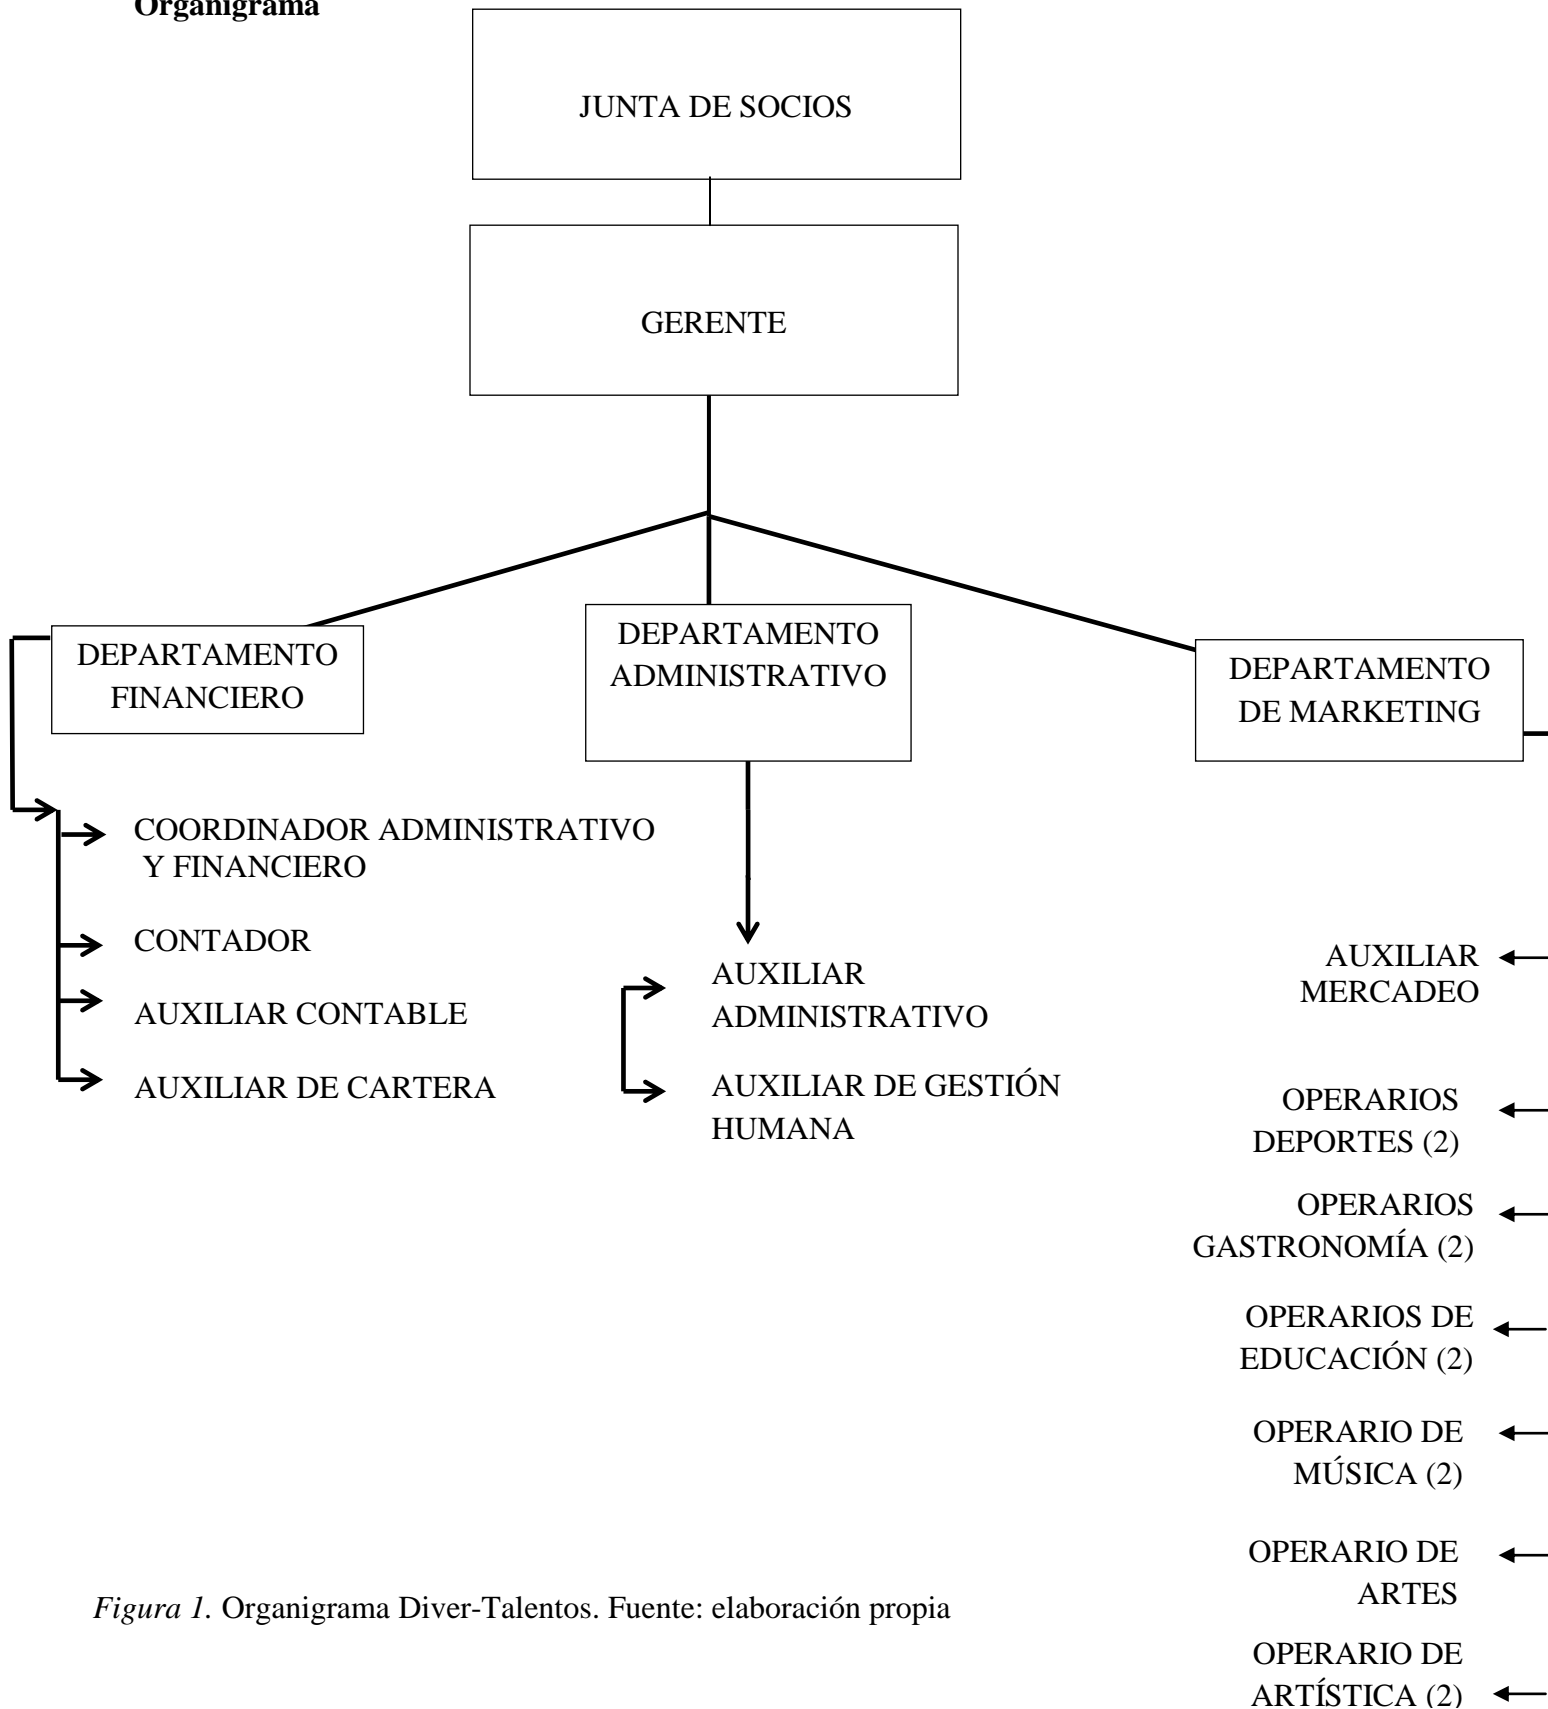 Organigrama
JUNTA DE SOCIOS
GERENTE
DEPARTAMENTO
FINANCIERO
DEPARTAMENTO
ADMINISTRATIVO
DEPARTAMENTO
DE MARKETING
COORDINADOR ADMINISTRATIVO
Y FINANCIERO
CONTADOR
AUXILIAR CONTABLE
AUXILIAR DE CARTERA
AUXILIAR
ADMINISTRATIVO
AUXILIAR DE GESTIÓN
HUMANA
AUXILIAR
MERCADEO
OPERARIOS
DEPORTES (2)
OPERARIOS
GASTRONOMÍA (2)
OPERARIOS DE
EDUCACIÓN (2)
OPERARIO DE
MÚSICA (2)
OPERARIO DE
ARTES
OPERARIO DE
ARTÍSTICA (2)
Figura 1. Organigrama Diver-Talentos. Fuente: elaboración propia